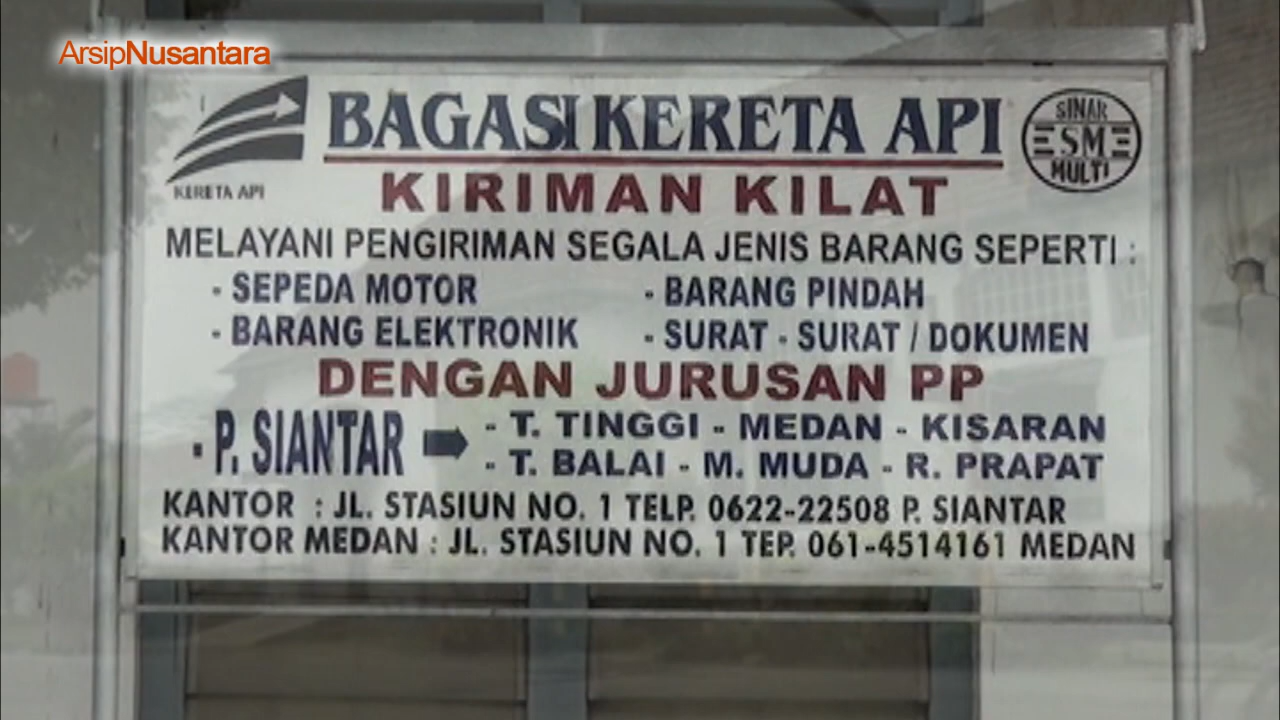 ArsipNusantara
BAGASI KERETA API
KERETA API
SINAR
SM
MULTI
KIRIMAN KILAT
MELAYANI PENGIRIMAN SEGALA JENIS BARANG SEPERTI :
- SEPEDA MOTOR - BARANG PINDAH
- BARANG ELEKTRONIK - SURAT - SURAT / DOKUMEN
DENGAN JURUSAN PP
- P. SIANTAR - T. TINGGI - MEDAN - KISARAN
- T. BALAI - M. MUDA - R. PRAPAT
KANTOR : JL. STASIUN NO. 1 TELP. 0622-22508 P. SIANTAR
KANTOR MEDAN : JL. STASIUN NO. 1 TEP. 061-4514161 MEDAN